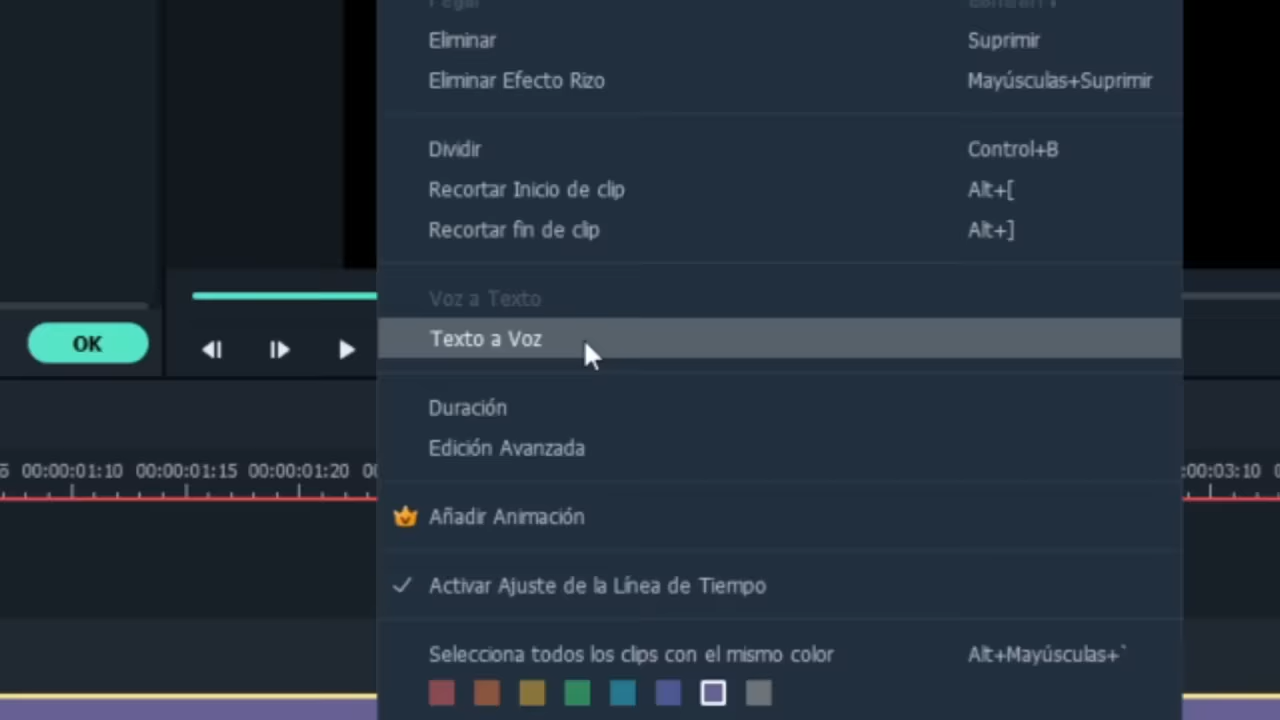 Eliminar Suprimir
Eliminar Efecto Rizo Mayúsculas+Suprimir
Dividir Control+B
Recortar Inicio de clip Alt+[
Recortar fin de clip Alt+]
Voz a Texto
OK
Texto a Voz
Duración
Edición Avanzada
00:00:01:10 00:00:01:15 00:00:01:20 :00:03:10
Añadir Animación
Activar Ajuste de la Línea de Tiempo
Selecciona todos los clips con el mismo color Alt+Mayúsculas+`